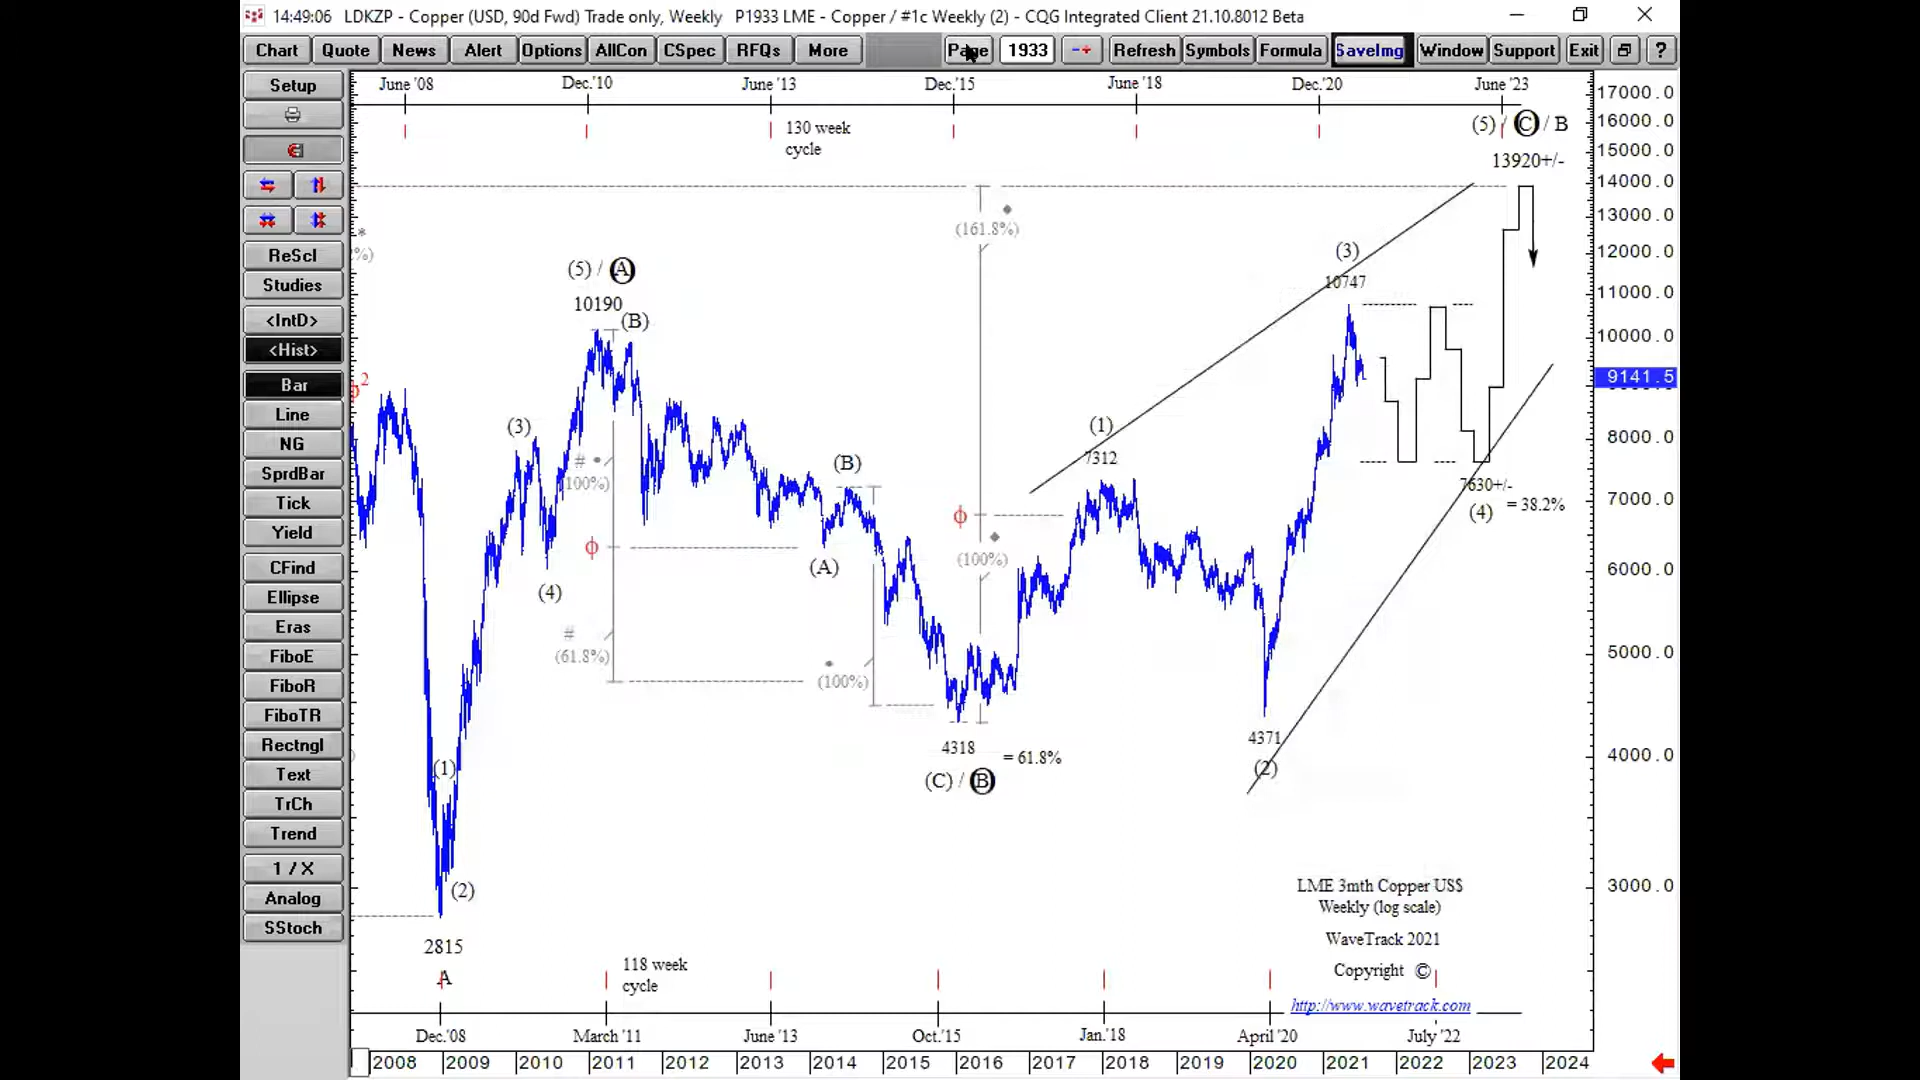 14:49:06 LDKZP - Copper (USD, 90d Fwd) Trade only, Weekly P1933 LME - Copper / #1c Weekly (2) - CQG Integrated Client 21.10.8012 Beta
Chart Quote News Alert Options AllCon CSpec RFQs More Page 1933 -+ Refresh Symbols Formula SaveImg Window Support Exit ?
Setup
ReScl
Studies
<IntD>
<Hist>
Bar
Line
NG
SprdBar
Tick
Yield
CFind
Ellipse
Eras
FiboE
FiboR
FiboTR
Rectngl
Text
TrCh
Trend
1 / X
Analog
SStoch
June '08 Dec.'10 June '13 Dec.'15 June '18 Dec.'20 June '23
130 week
cycle
(5) / C / B
13920+/-
(161.8%)
(3)
10747
(5) / A
10190
(B)
ϕ2
(3)
(1)
7312
(B)
# •
(100%)
7630+/-
(4) = 38.2%
ϕ
(100%)
ϕ
(A)
(4)
#
(61.8%)
(100%)
4371
(2)
4318 = 61.8%
(C) / B
(1)
(2)
2815
A
118 week
cycle
LME 3mth Copper US$
Weekly (log scale)
WaveTrack 2021
Copyright ©
http://www.wavetrack.com
Dec.'08 March '11 June '13 Oct.'15 Jan.'18 April '20 July '22
2008 2009 2010 2011 2012 2013 2014 2015 2016 2017 2018 2019 2020 2021 2022 2023 2024
17000.0
16000.0
15000.0
14000.0
13000.0
12000.0
11000.0
10000.0
9141.5
8000.0
7000.0
6000.0
5000.0
4000.0
3000.0